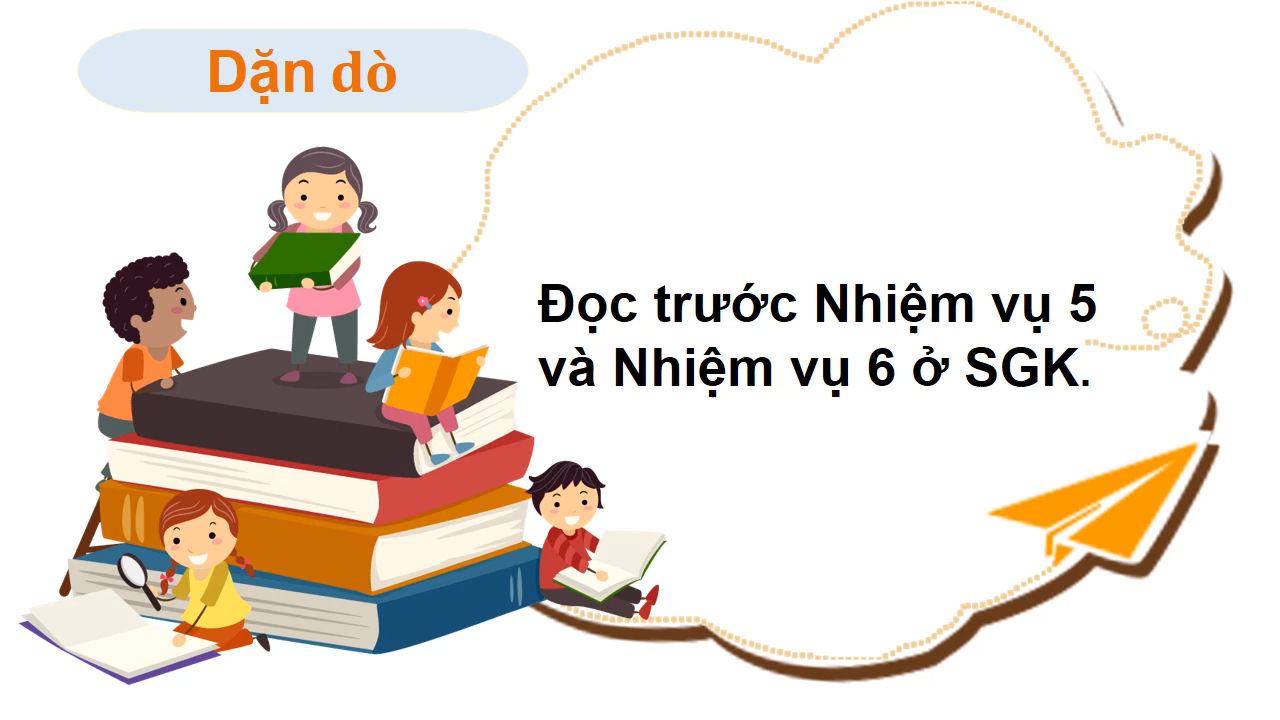 Dặn dò
Đọc trước Nhiệm vụ 5
và Nhiệm vụ 6 ở SGK.